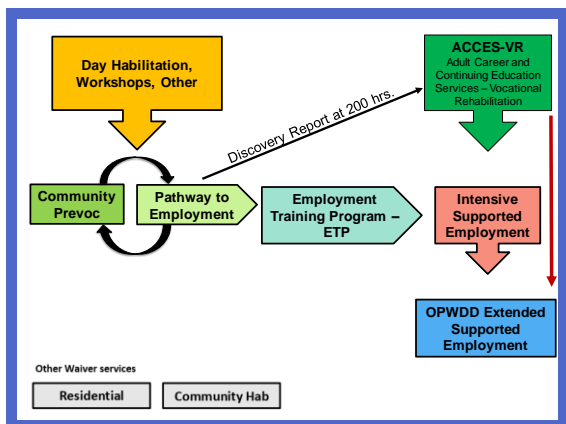 Day Habilitation,
Workshops, Other
ACCES-VR
Adult Career and
Continuing Education
Services – Vocational
Rehabilitation
Discovery Report at 200 hrs.
Community
Prevoc
Pathway to
Employment
Employment
Training Program –
ETP
Intensive
Supported
Employment
OPWDD Extended
Supported
Employment
Other Waiver services
Residential
Community Hab